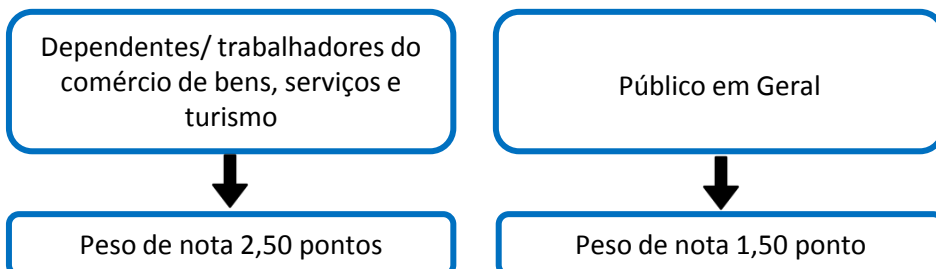 Dependentes/ trabalhadores do
comércio de bens, serviços e
turismo
Público em Geral
Peso de nota 2,50 pontos
Peso de nota 1,50 ponto